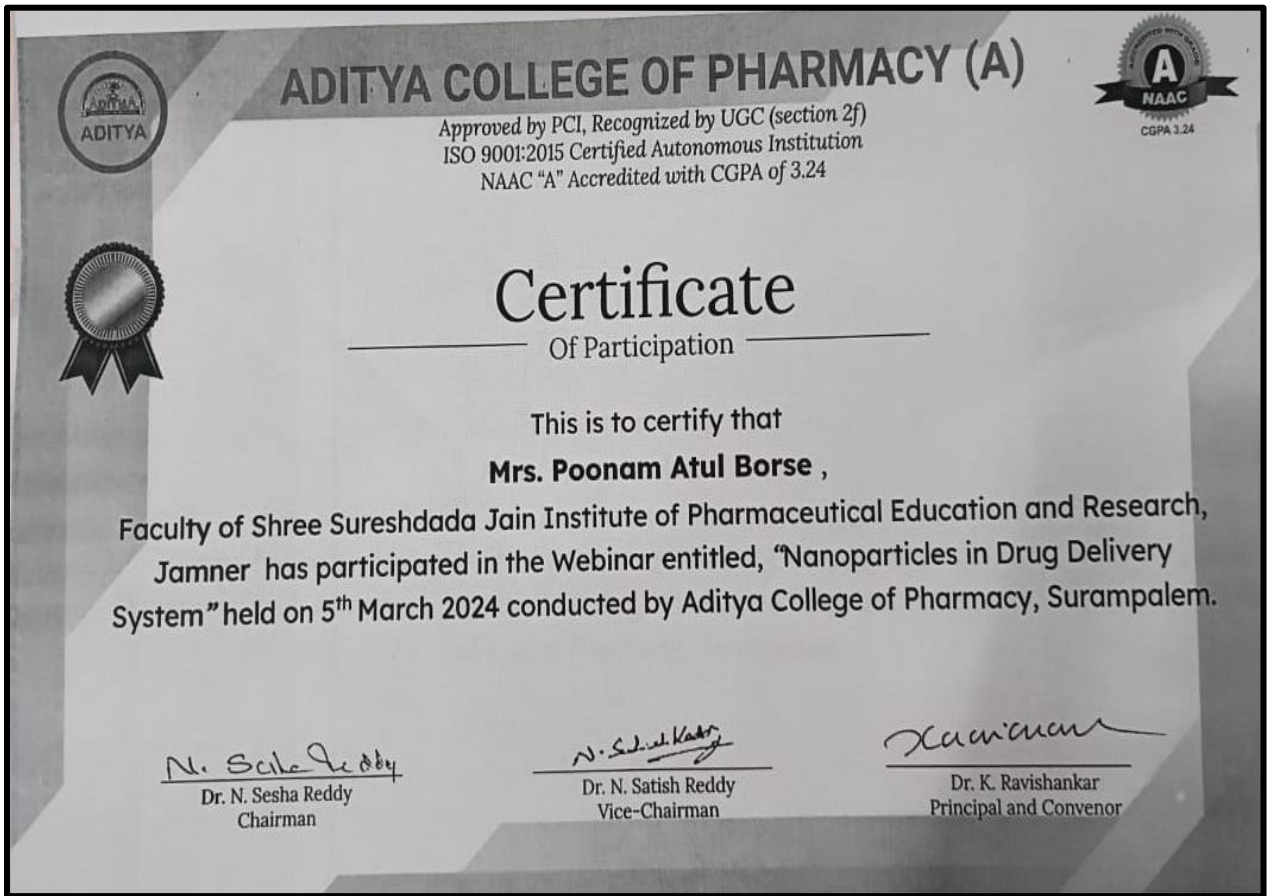 ADITYA
ADITYA
ADITYA COLLEGE OF PHARMACY (A)
Approved by PCI, Recognized by UGC (section 2f)
ISO 9001:2015 Certified Autonomous Institution
NAAC “A” Accredited with CGPA of 3.24
A
NAAC
CGPA 3.24
Certificate
Of Participation
This is to certify that
Mrs. Poonam Atul Borse ,
Faculty of Shree Sureshdada Jain Institute of Pharmaceutical Education and Research,
Jamner has participated in the Webinar entitled, “Nanoparticles in Drug Delivery
System” held on 5th March 2024 conducted by Aditya College of Pharmacy, Surampalem.
Dr. N. Sesha Reddy
Chairman
Dr. N. Satish Reddy
Vice-Chairman
Dr. K. Ravishankar
Principal and Convenor